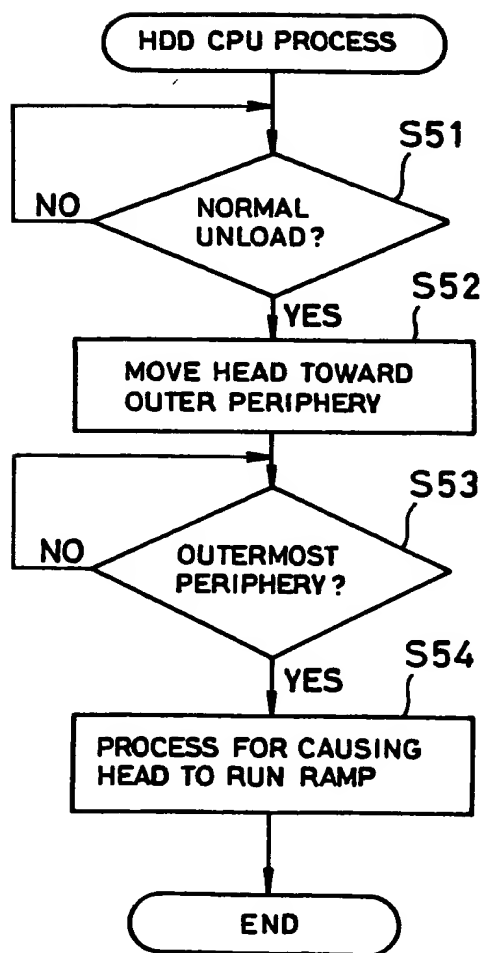 HDD CPU PROCESS
S51
NORMAL
UNLOAD?
NO
YES
S52
MOVE HEAD TOWARD
OUTER PERIPHERY
S53
OUTERMOST
PERIPHERY?
NO
YES
S54
PROCESS FOR CAUSING
HEAD TO RUN RAMP
END